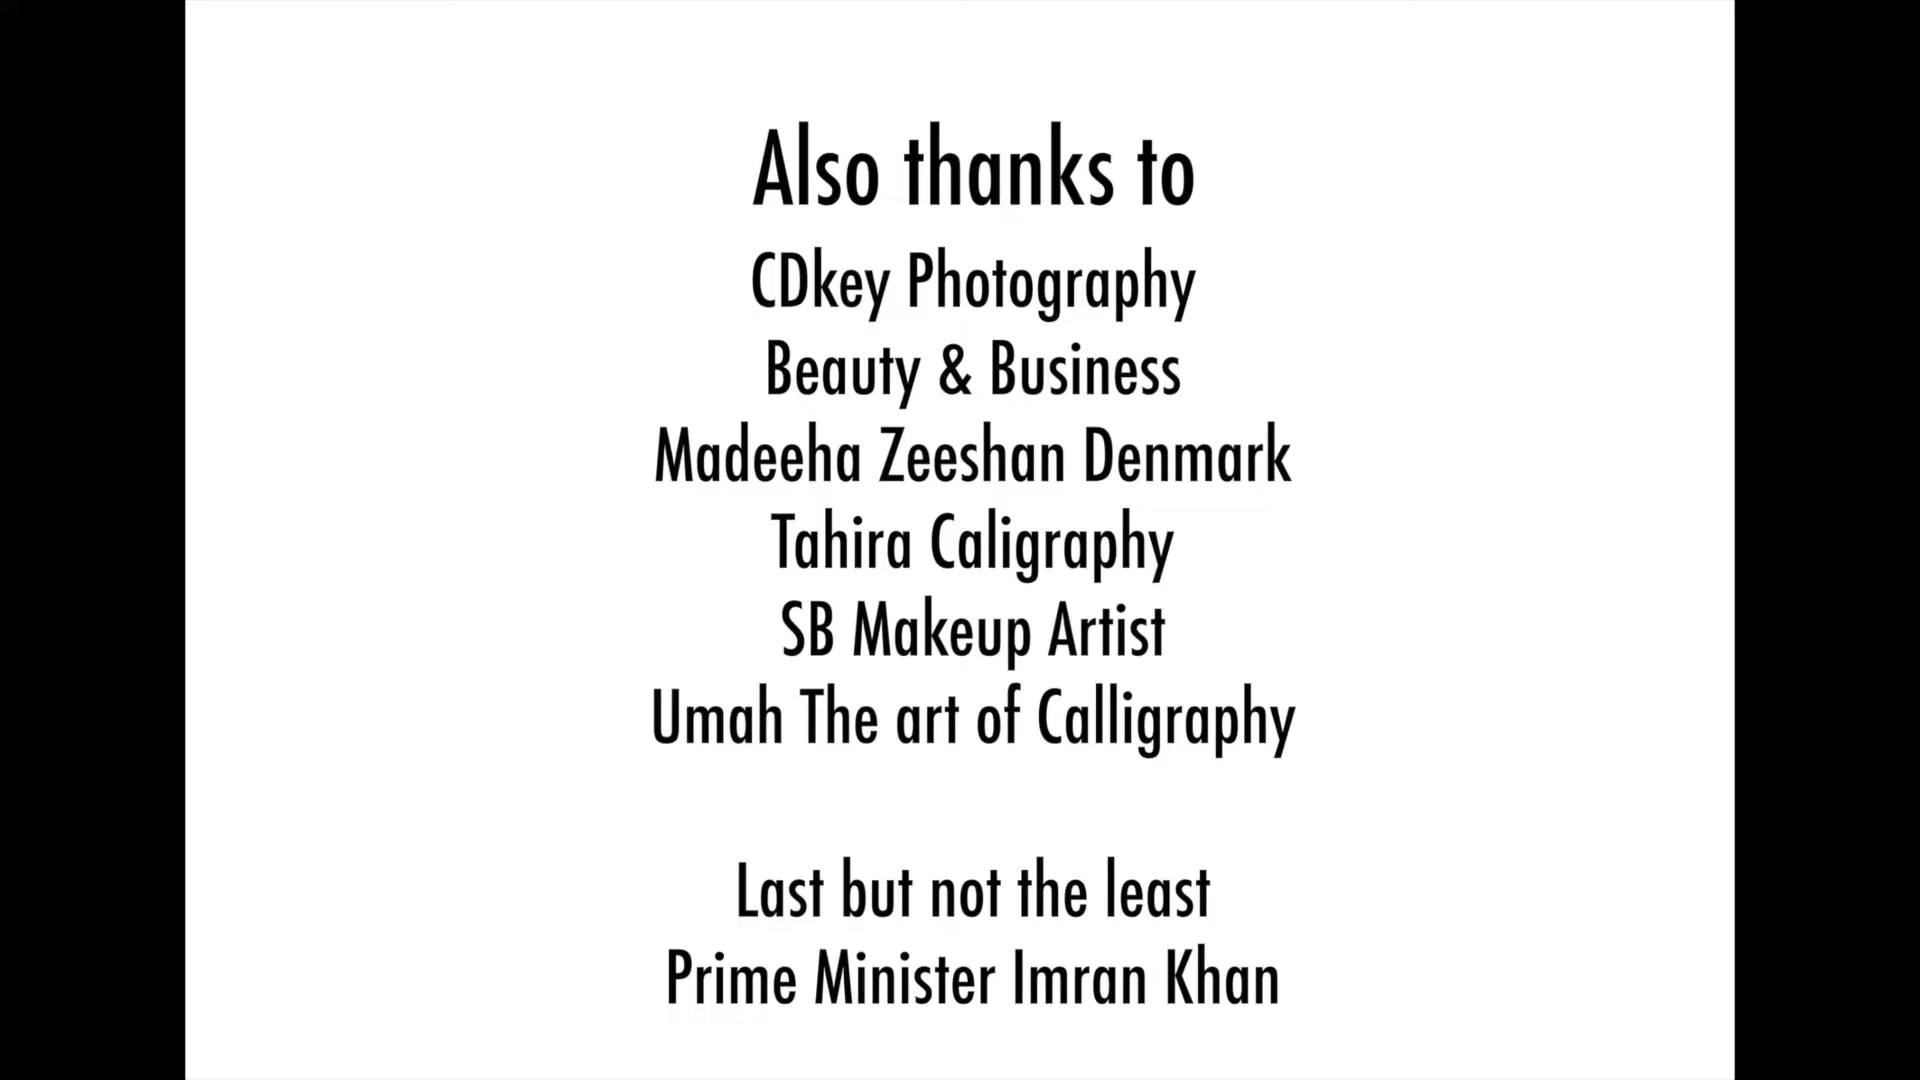 Also thanks to
CDkey Photography
Beauty & Business
Madeeha Zeeshan Denmark
Tahira Caligraphy
SB Makeup Artist
Umah The art of Calligraphy
Last but not the least
Prime Minister Imran Khan